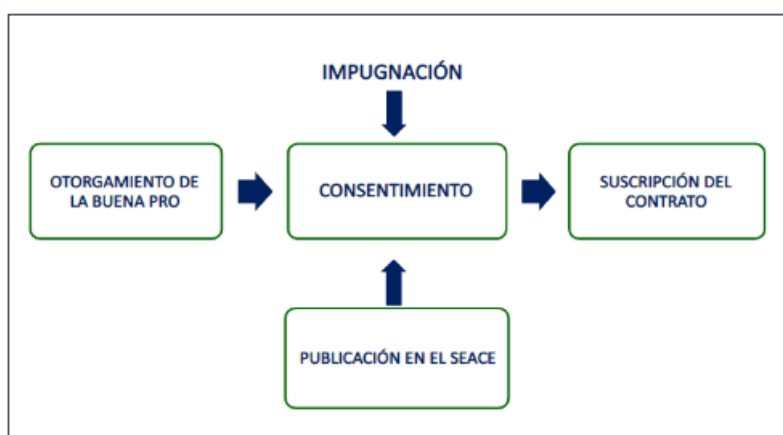 IMPUGNACIÓN
OTORGAMIENTO DE
LA BUENA PRO
CONSENTIMIENTO
SUSCRIPCIÓN DEL
CONTRATO
PUBLICACIÓN EN EL SEACE